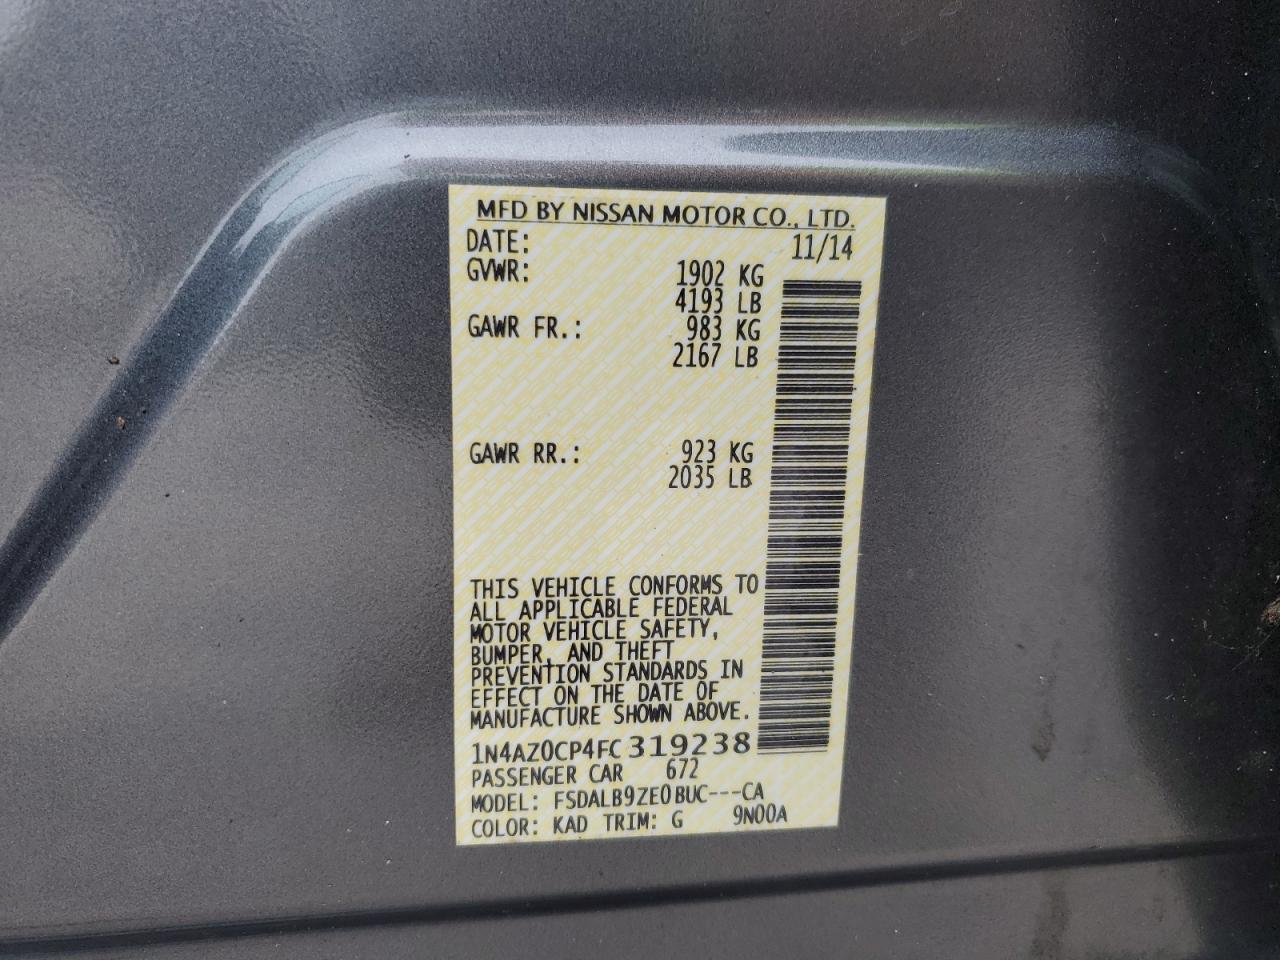 MFD BY NISSAN MOTOR CO., LTD.
DATE: 11/14
GVWR: 1902 KG
4193 LB
GAWR FR.: 983 KG
2167 LB
GAWR RR.: 923 KG
2035 LB
THIS VEHICLE CONFORMS TO
ALL APPLICABLE FEDERAL
MOTOR VEHICLE SAFETY,
BUMPER, AND THEFT
PREVENTION STANDARDS IN
EFFECT ON THE DATE OF
MANUFACTURE SHOWN ABOVE.
1N4AZ0CP4FC319238
PASSENGER CAR 672
MODEL: FSDALB9ZE0BUC---CA
COLOR: KAD TRIM: G 9N00A